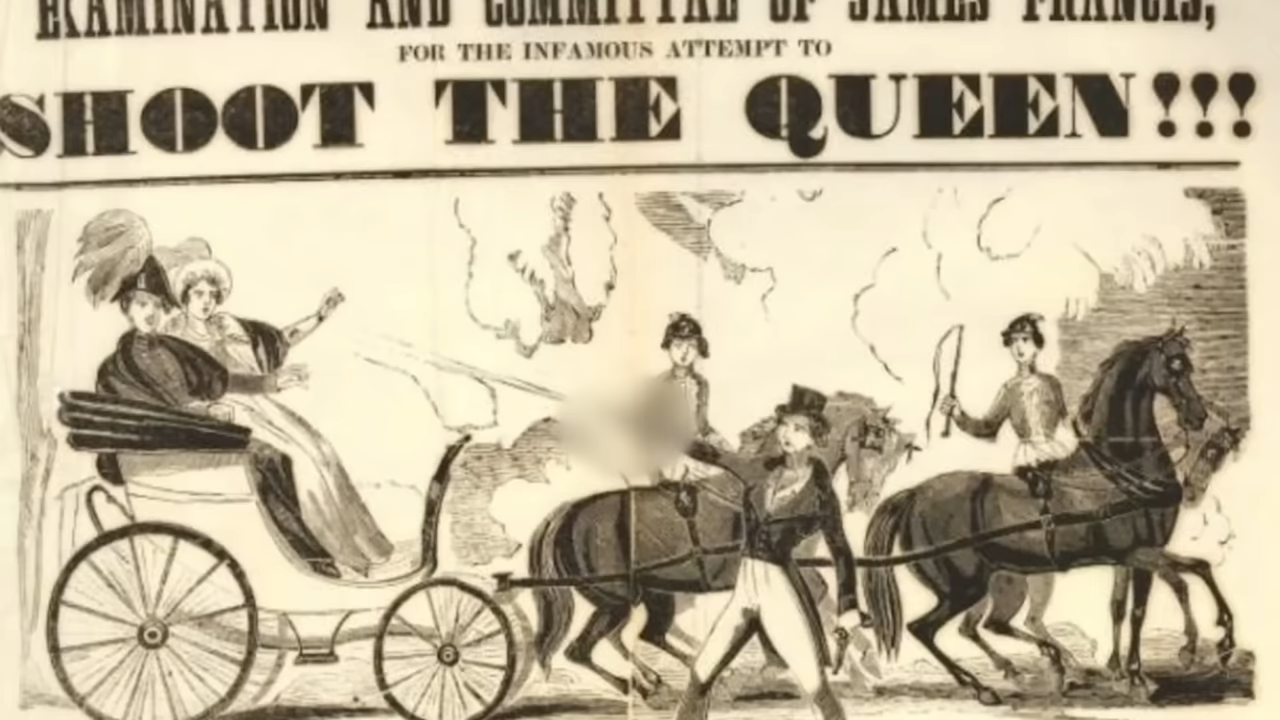 EXAMINATION AND COMMITTAL OF JAMES FRANCIS,
FOR THE INFAMOUS ATTEMPT TO
SHOOT THE QUEEN!!!